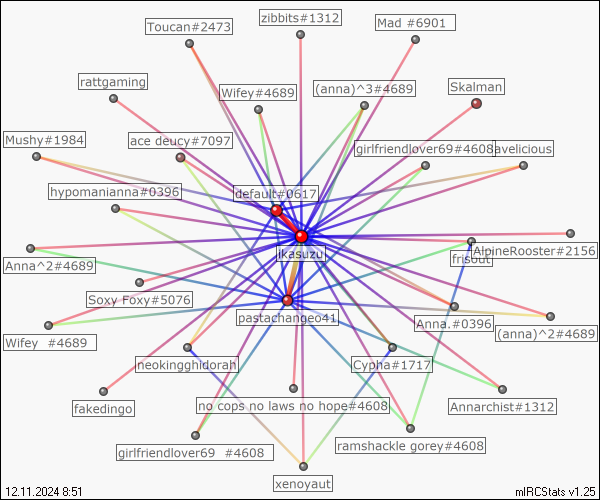 zibbits#1312
Mad #6901
Toucan#2473
rattgaming
Wifey#4689
(anna)^3#4689
Skalman
Mushy#1984
ace deucy#7097
girlfriendlover69#4608
avelicious
hypomanianna#0396
default#0617
jkasuzu
Anna^2#4689
frisout
AlpineRooster#2156
Soxy Foxy#5076
pastachangeo41
Anna.#0396
(anna)^2#4689
Wifey  #4689
neokingghidorah
Cypha#1717
fakedingo
no cops no laws no hope#4608
Annarchist#1312
girlfriendlover69  #4608
ramshackle gorey#4608
xenoyaut
12.11.2024 8:51
mIRCStats v1.25